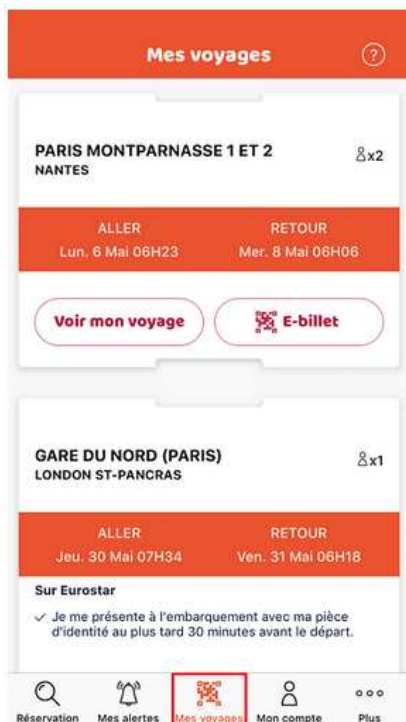 Mes voyages
?
PARIS MONTPARNASSE 1 ET 2
NANTES
x2
ALLER
RETOUR
Lun. 6 Mai 06H23
Mer. 8 Mai 06H06
Voir mon voyage
E-billet
GARE DU NORD (PARIS)
LONDON ST-PANCRAS
x1
ALLER
RETOUR
Jeu. 30 Mai 07H34
Ven. 31 Mai 06H18
Sur Eurostar
✓ Je me présente à l'embarquement avec ma pièce
d'identité au plus tard 30 minutes avant le départ.
Réservation
Mes alertes
Mes voyages
Mon compte
Plus